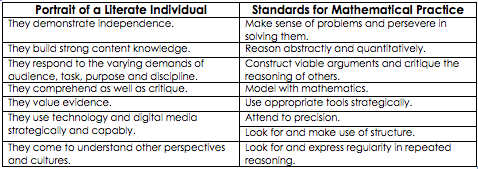 Portrait of a Literate Individual
Standards for Mathematical Practice
They demonstrate independence.
Make sense of problems and persevere in
solving them.
They build strong content knowledge.
Reason abstractly and quantitatively.
They respond to the varying demands of
audience, task, purpose and discipline.
Construct viable arguments and critique the
reasoning of others.
They comprehend as well as critique.
Model with mathematics.
They value evidence.
Use appropriate tools strategically.
They use technology and digital media
strategically and capably.
Attend to precision.
Look for and make use of structure.
They come to understand other perspectives
and cultures.
Look for and express regularity in repeated
reasoning.